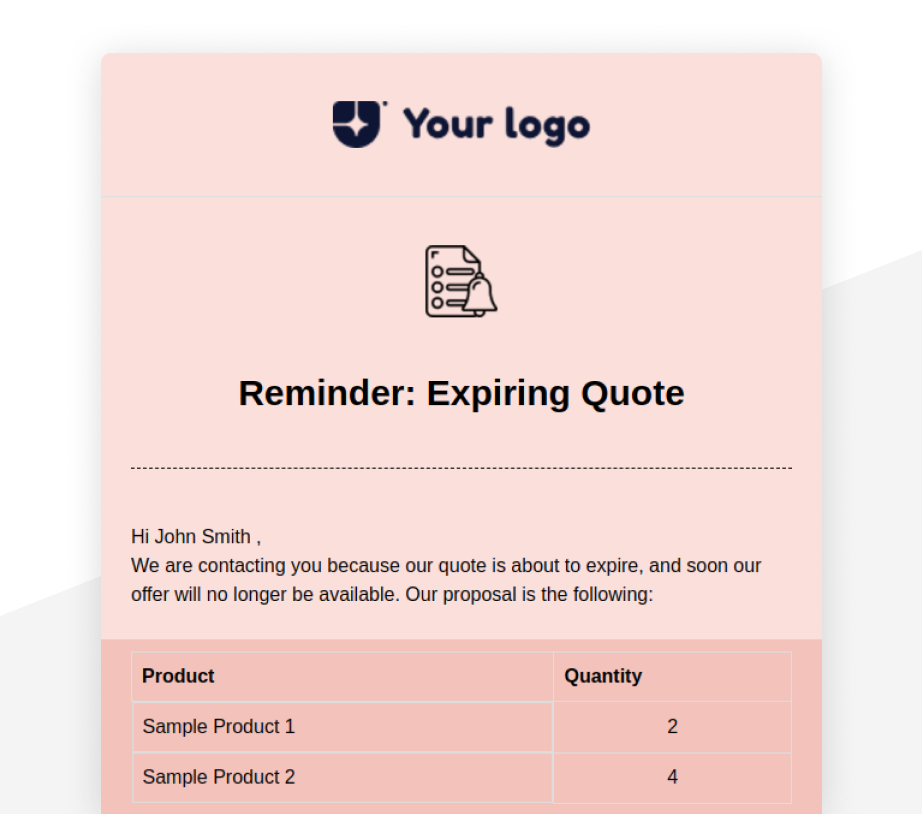 Your logo
Reminder: Expiring Quote
Hi John Smith ,
We are contacting you because our quote is about to expire, and soon our
offer will no longer be available. Our proposal is the following:
Product Quantity
Sample Product 1 2
Sample Product 2 4